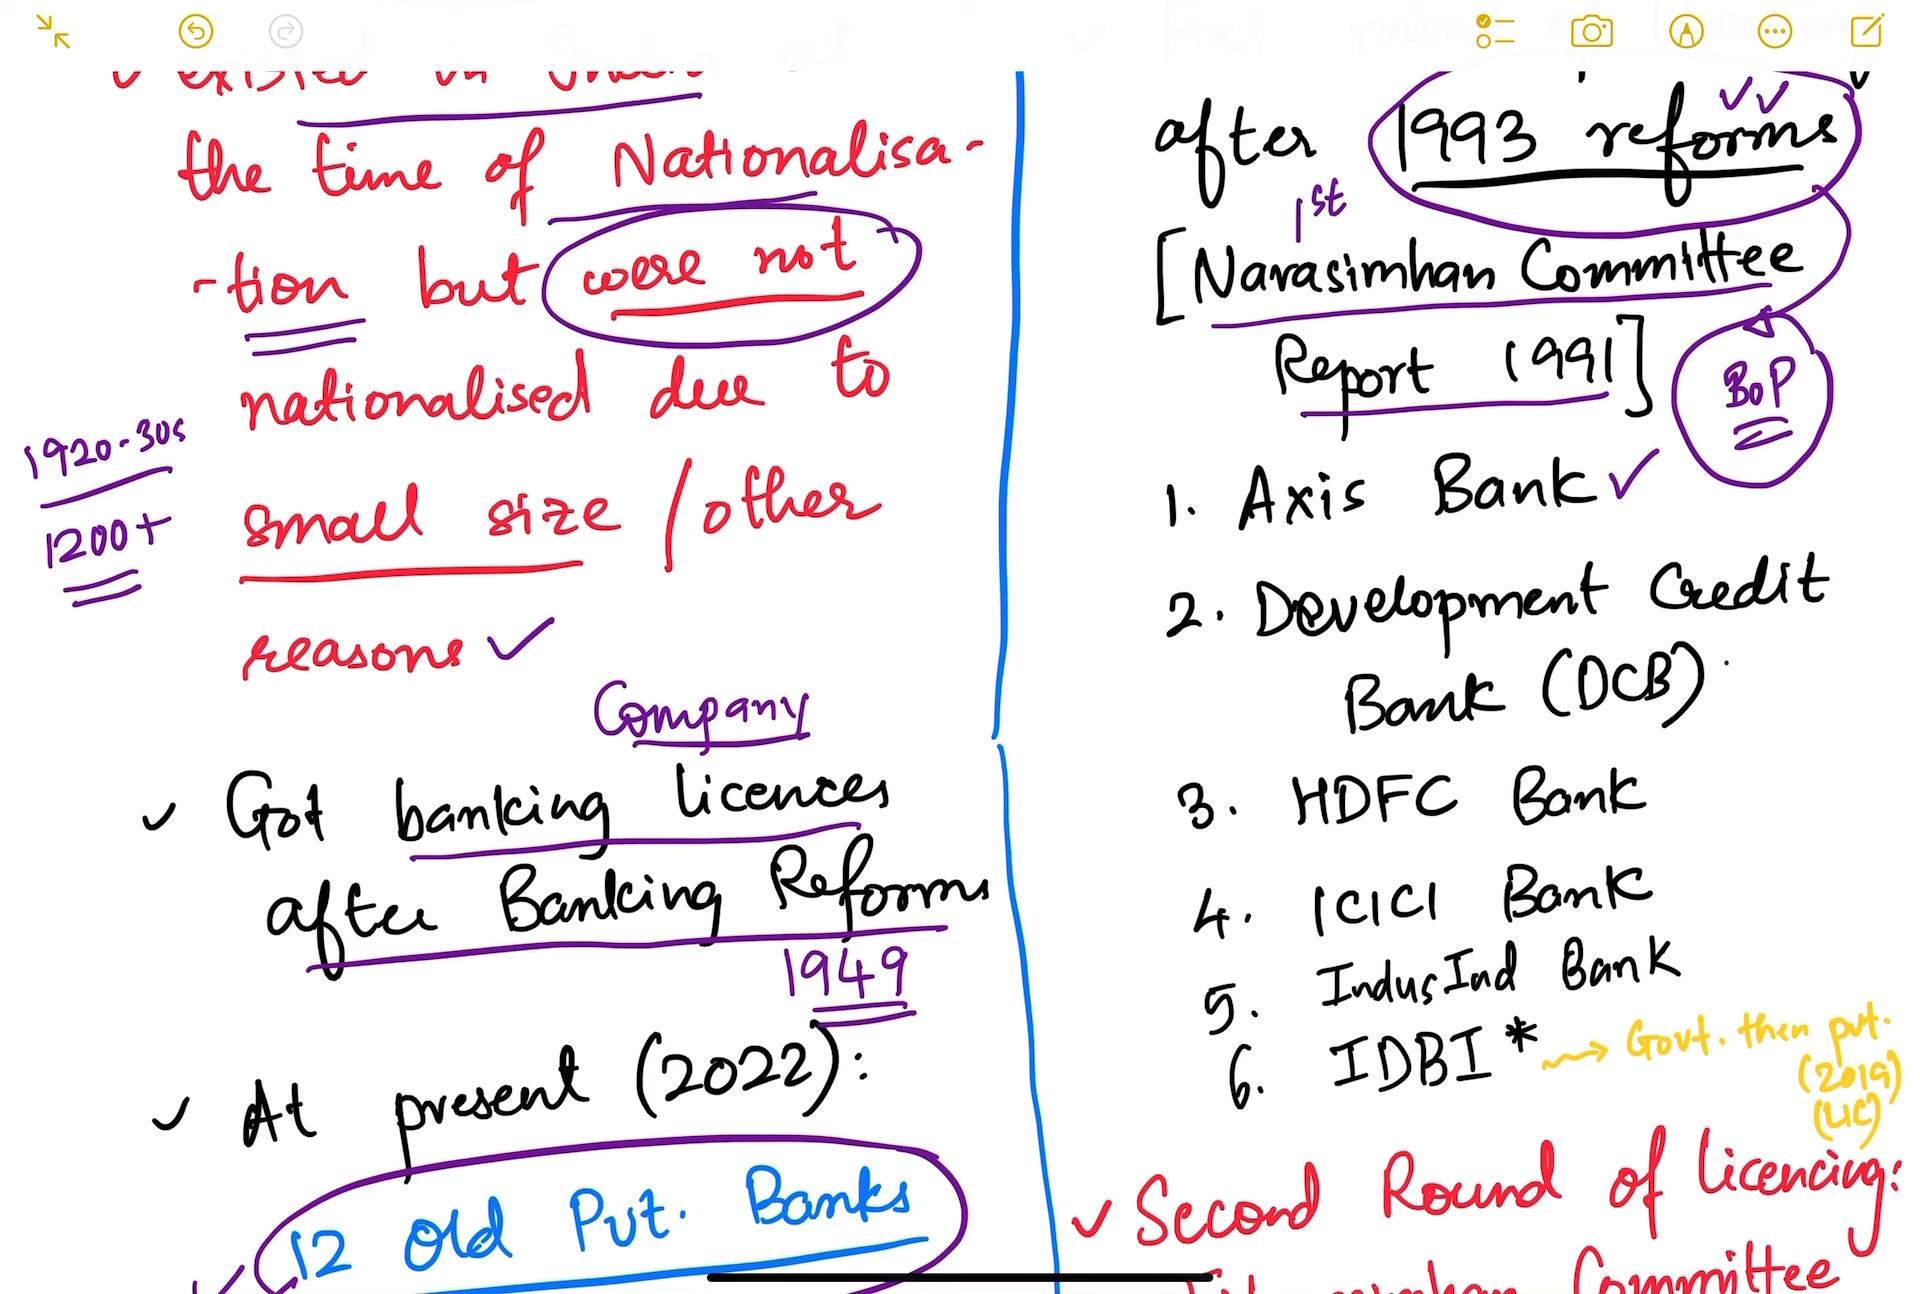 existed in
the time of Nationalisa-
-tion but were not
nationalised due to
1920-30s
1200+
small size / other
reasons
Company
Got banking licences
after Banking Reforms
1949
At present (2022):
12 Old Pvt. Banks
after 1993 reforms
1st
[Narasimhan Committee
Report 1991]
BoP
1. Axis Bank
2. Development Credit
Bank (DCB)
3. HDFC Bank
4. ICICI Bank
5. IndusInd Bank
6. IDBI * Govt. then pvt.
(2019)
(LIC)
Second Round of licencing:
Committee